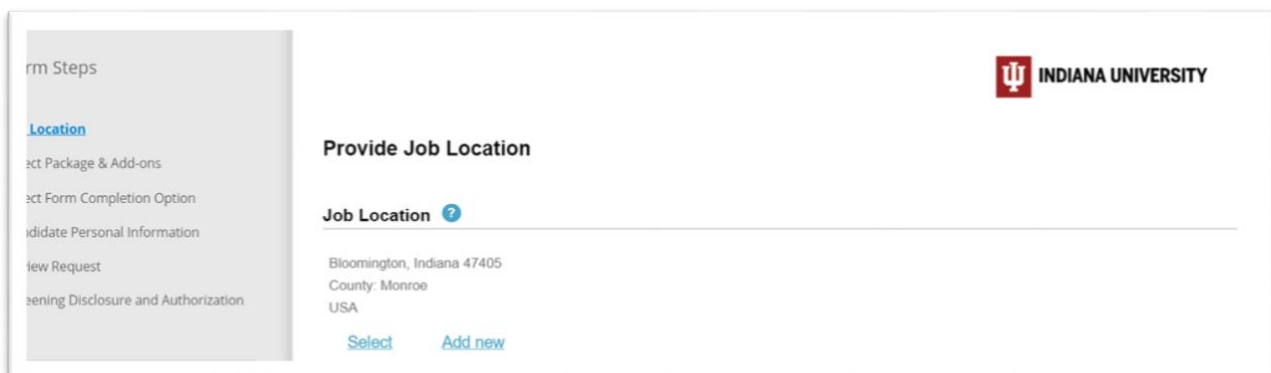 rm Steps
Location
ect Package & Add-ons
ect Form Completion Option
ndidate Personal Information
iew Request
eening Disclosure and Authorization
INDIANA UNIVERSITY
Provide Job Location
Job Location ?
Bloomington, Indiana 47405
County: Monroe
USA
Select Add new